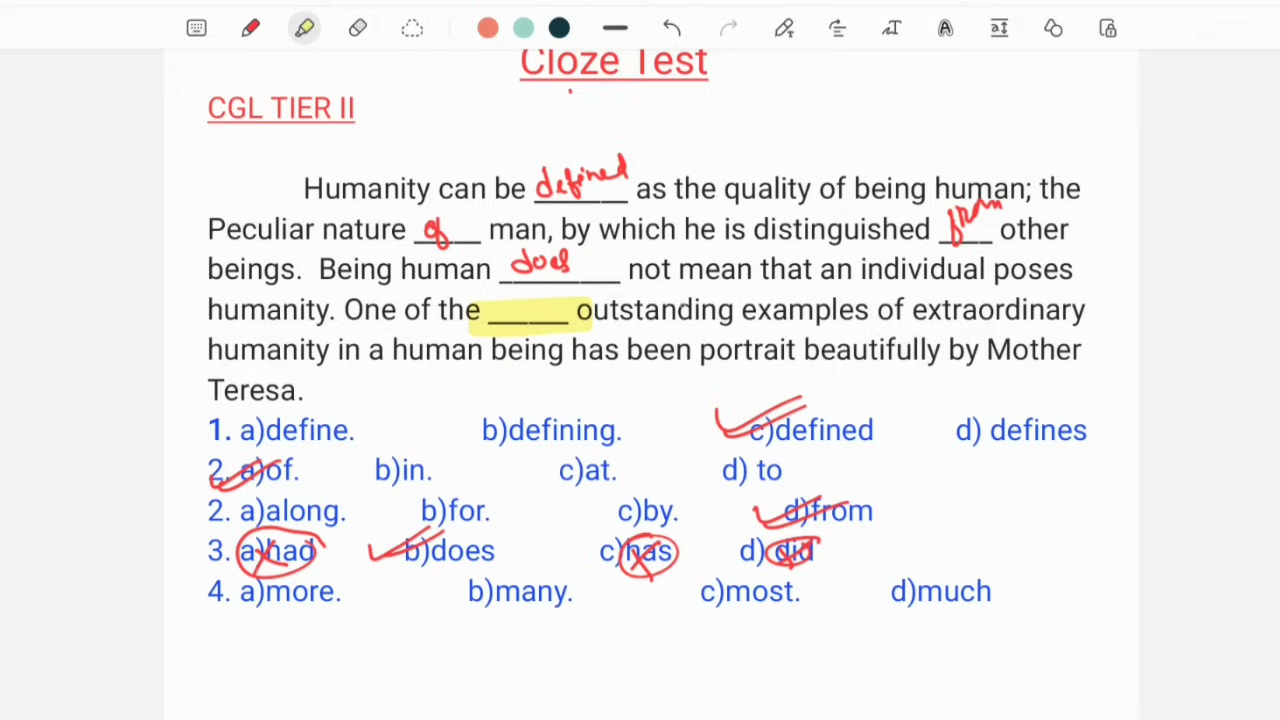 Cloze Test
CGL TIER II
Humanity can be defined as the quality of being human; the
Peculiar nature of man, by which he is distinguished from other
beings. Being human does not mean that an individual poses
humanity. One of the ______ outstanding examples of extraordinary
humanity in a human being has been portrait beautifully by Mother
Teresa.
1. a)define. b)defining. c)defined d) defines
2. a)of. b)in. c)at. d) to
2. a)along. b)for. c)by. d)from
3. a)had b)does c)has d) did
4. a)more. b)many. c)most. d)much